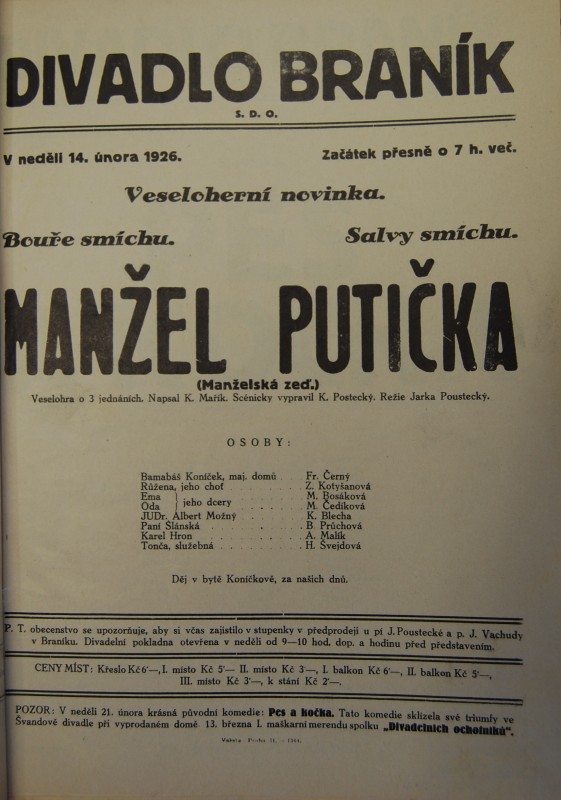 DIVADLO BRANÍK
S. D. O.
V neděli 14. února 1926. Začátek přesně o 7 h. več.
Veseloherní novinka.
Bouře smíchu. Salvy smíchu.
MANŽEL PUTIČKA
(Manželská zeď.)
Veselohra o 3 jednáních. Napsal K. Mařík. Scénicky vypravil K. Postecký. Režie Jarka Poustecký.
OSOBY:
Barnabáš Koníček, maj. domů . . Fr. Černý
Růžena, jeho choť . . . . . . . Z. Kotyšanová
Ema } jeho dcery . . . . . . M. Bosáková
Oda M. Čedíková
JUDr. Albert Možný . . . . . . K. Blecha
Paní Šlánská . . . . . . . . B. Průchová
Karel Hron . . . . . . . . A. Malík
Tonča, služebná . . . . . . . H. Švejdová
Děj v bytě Koníčkově, za našich dnů.
P. T. obecenstvo se upozorňuje, aby si včas zajistilo vstupenky v předprodeji u pí J. Poustecké a p. J. Vachudy
v Braníku. Divadelní pokladna otevřena v neděli od 9—10 hod. dop. a hodinu před představením.
CENY MÍST: Křeslo Kč 6·—, I. místo Kč 5·— II. místo Kč 3·—, I. balkon Kč 6·—, II. balkon Kč 5·—,
III. místo Kč 3·—, k stání Kč 2·—.
POZOR: V neděli 21. února krásná původní komedie: Pes a kočka. Tato komedie sklízela své triumfy ve
Švandově divadle při vyprodaném domě. 13. března I. maškarní merendu spolku „Divadelních ochotníků“.